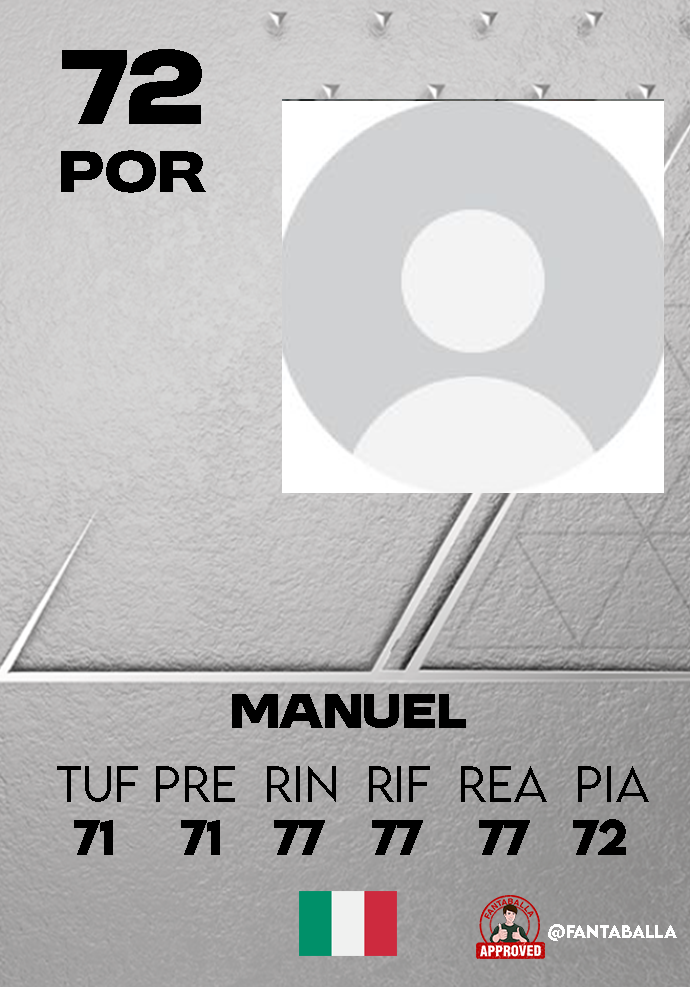 72
POR
MANUEL
TUF PRE RIN RIF REA PIA
71 71 77 77 77 72
FANTABALLA
APPROVED
@FANTABALLA